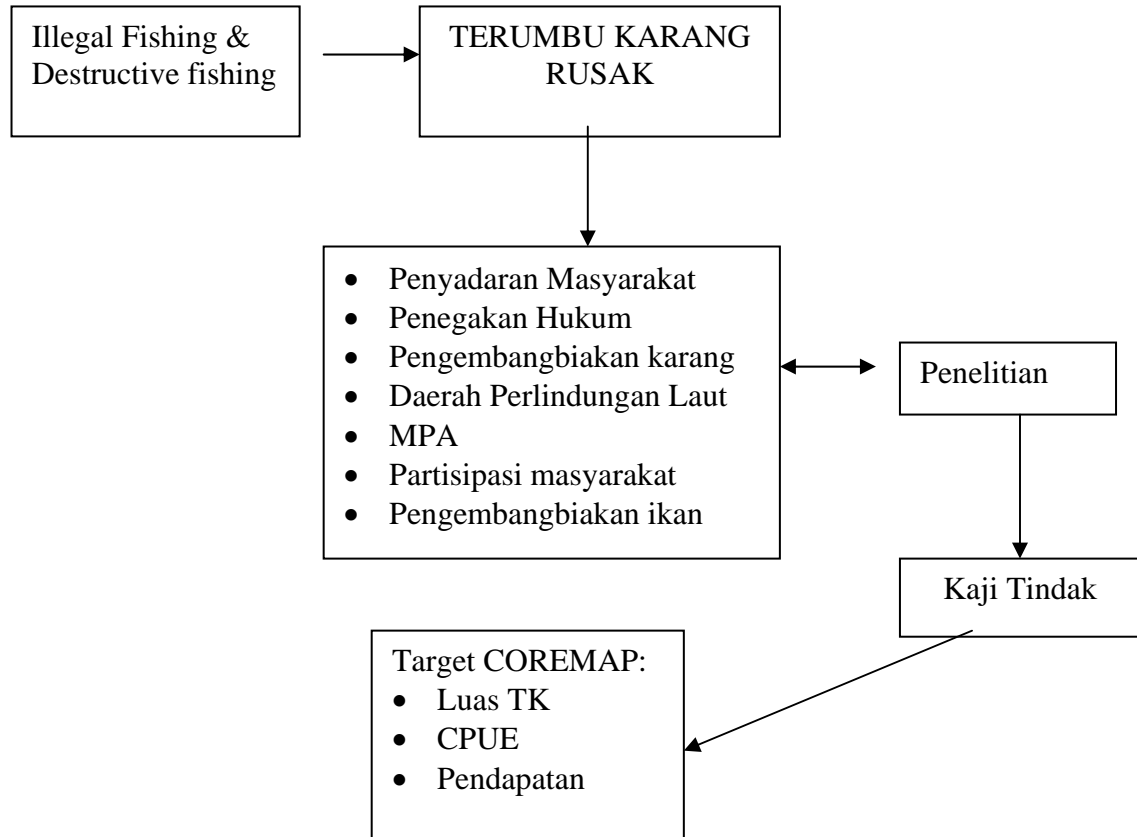 Illegal Fishing &
Destructive fishing
TERUMBU KARANG
RUSAK
• Penyadaran Masyarakat
• Penegakan Hukum
• Pengembangbiakan karang
• Daerah Perlindungan Laut
• MPA
• Partisipasi masyarakat
• Pengembangbiakan ikan
Penelitian
Kaji Tindak
Target COREMAP:
• Luas TK
• CPUE
• Pendapatan